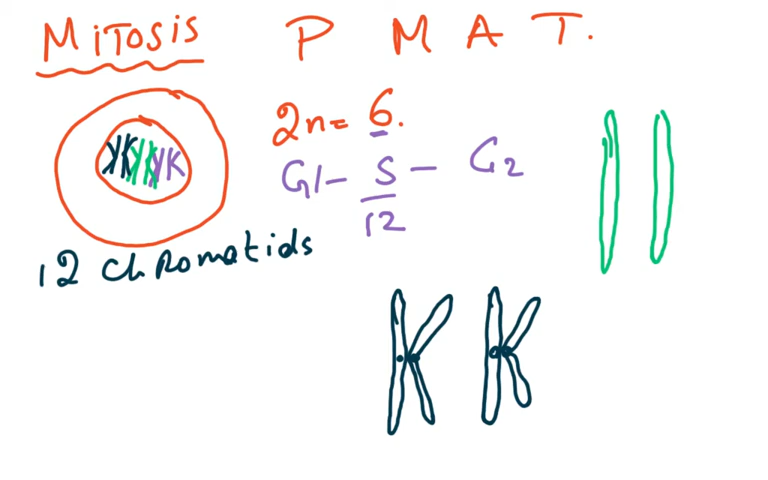 MiTosis P M A T.
2n = 6.
G1 - S - G2
12
12 chromatids